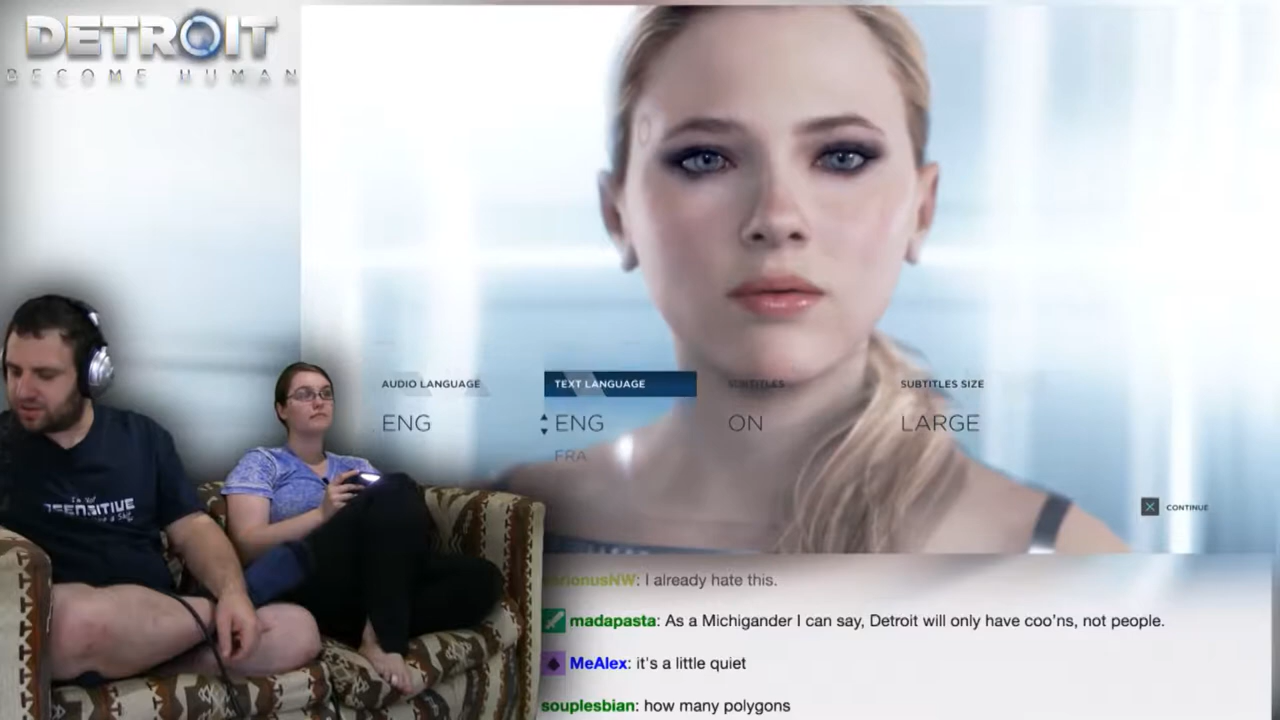 DETROIT
BECOME HUMAN
AUDIO LANGUAGE
TEXT LANGUAGE
SUBTITLES
SUBTITLES SIZE
ENG
ENG
ON
LARGE
FRA
CONTINUE
I'm Not
: I already hate this.
madapasta: As a Michigander I can say, Detroit will only have coo'ns, not people.
MeAlex: it's a little quiet
souplesbian: how many polygons